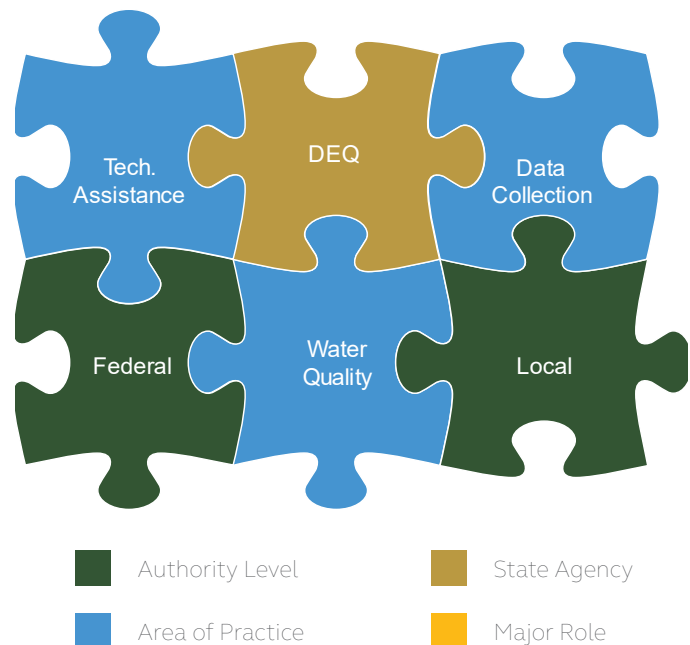 Tech.
Assistance
DEQ
Data
Collection
Federal
Water
Quality
Local
Authority Level
State Agency
Area of Practice
Major Role